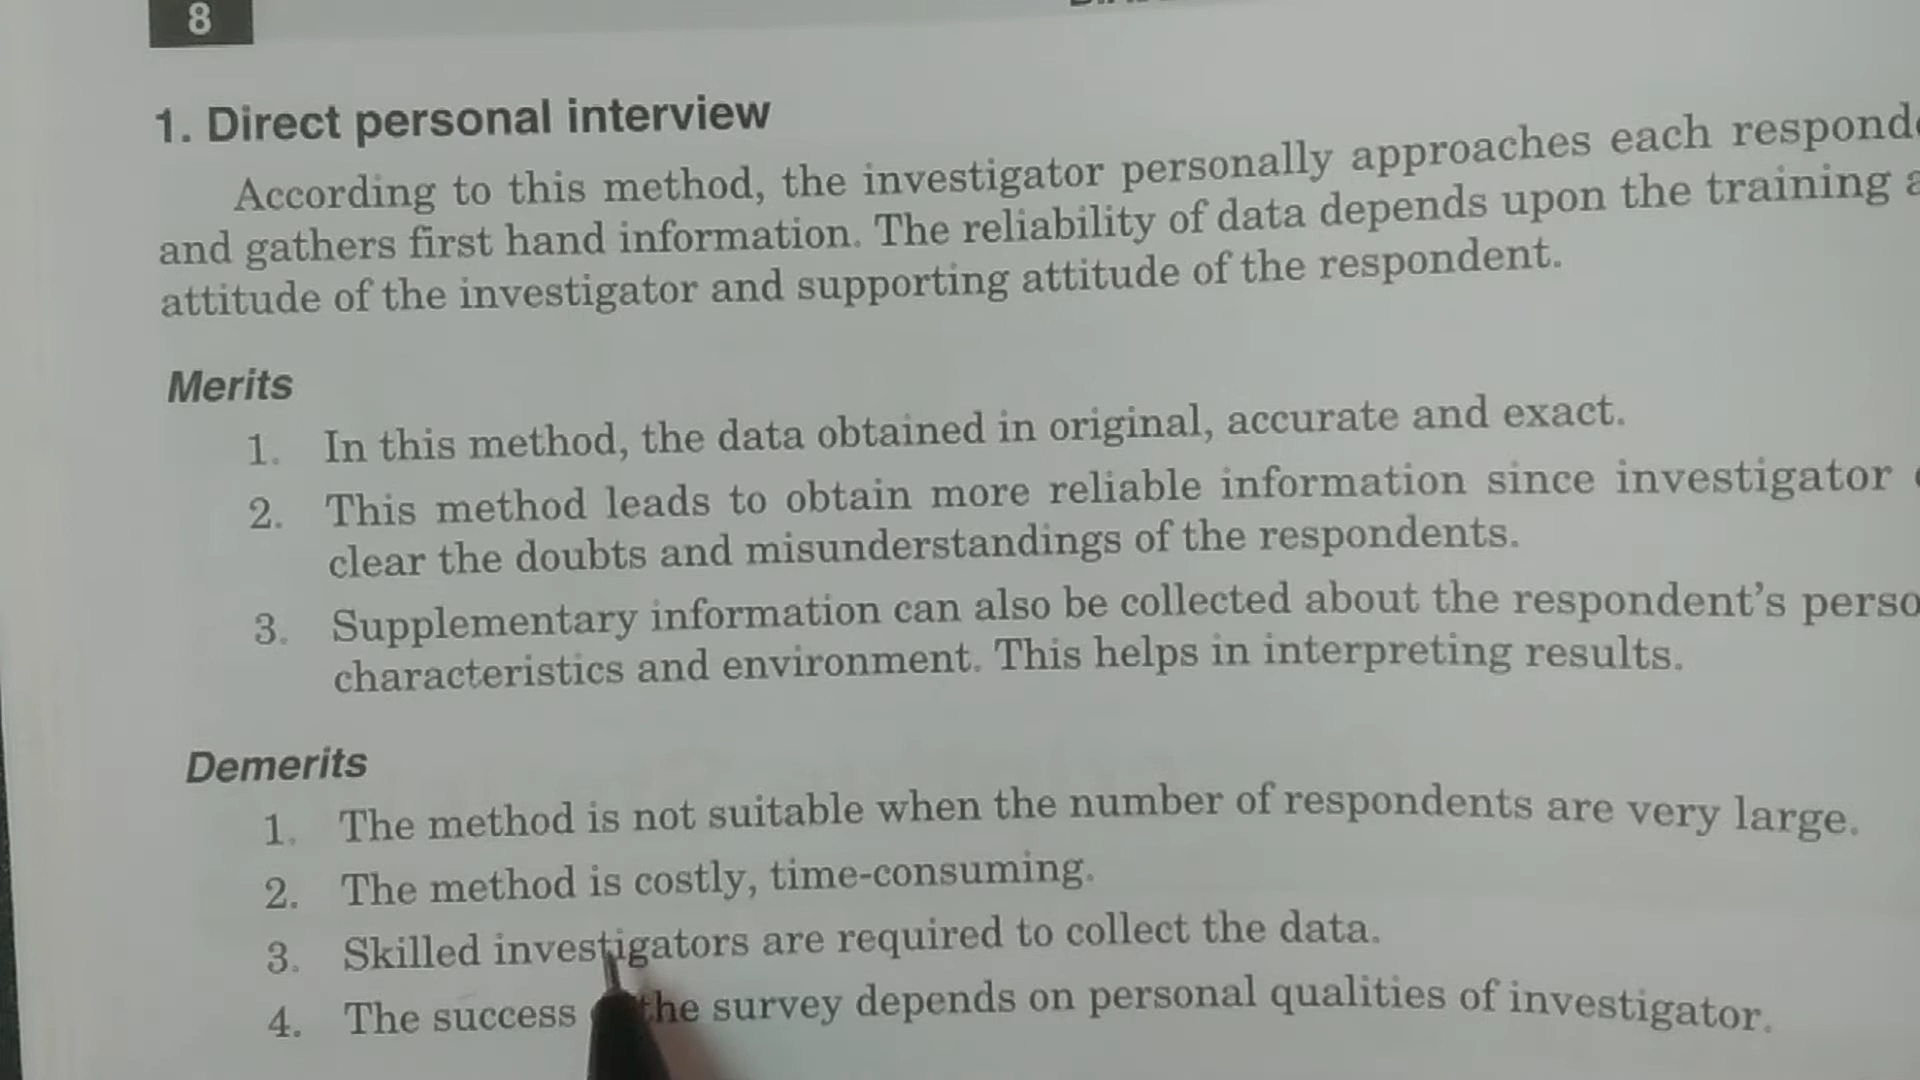 8
1. Direct personal interview
According to this method, the investigator personally approaches each
and gathers first hand information. The reliability of data depends upon the training
attitude of the investigator and supporting attitude of the respondent.
Merits
1. In this method, the data obtained in original, accurate and exact.
2. This method leads to obtain more reliable information since investigator
clear the doubts and misunderstandings of the respondents.
3. Supplementary information can also be collected about the respondent's
characteristics and environment. This helps in interpreting results.
Demerits
1. The method is not suitable when the number of respondents are very large.
2. The method is costly, time-consuming.
3. Skilled investigators are required to collect the data.
4. The success the survey depends on personal qualities of investigator.